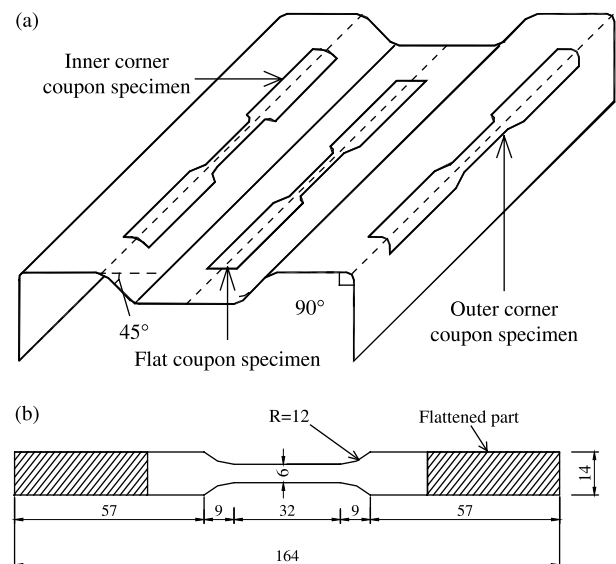 (a)
Inner corner
coupon specimen
45°
90°
Flat coupon specimen
Outer corner
coupon specimen
(b)
R=12
Flattened part
6
14
57
9
32
9
57
164